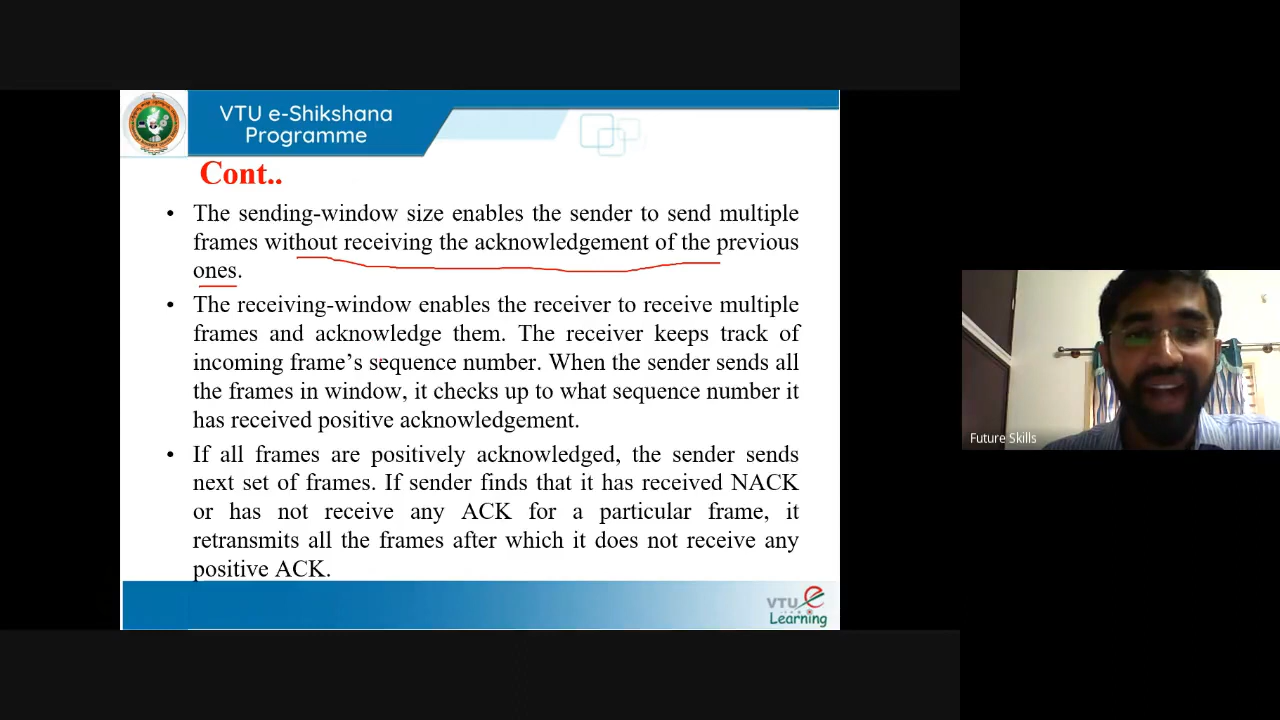 VTU e-Shikshana
Programme
Cont..
• The sending-window size enables the sender to send multiple
frames without receiving the acknowledgement of the previous
ones.
• The receiving-window enables the receiver to receive multiple
frames and acknowledge them. The receiver keeps track of
incoming frame’s sequence number. When the sender sends all
the frames in window, it checks up to what sequence number it
has received positive acknowledgement.
• If all frames are positively acknowledged, the sender sends
next set of frames. If sender finds that it has received NACK
or has not receive any ACK for a particular frame, it
retransmits all the frames after which it does not receive any
positive ACK.
VTU e
Learning
Future Skills